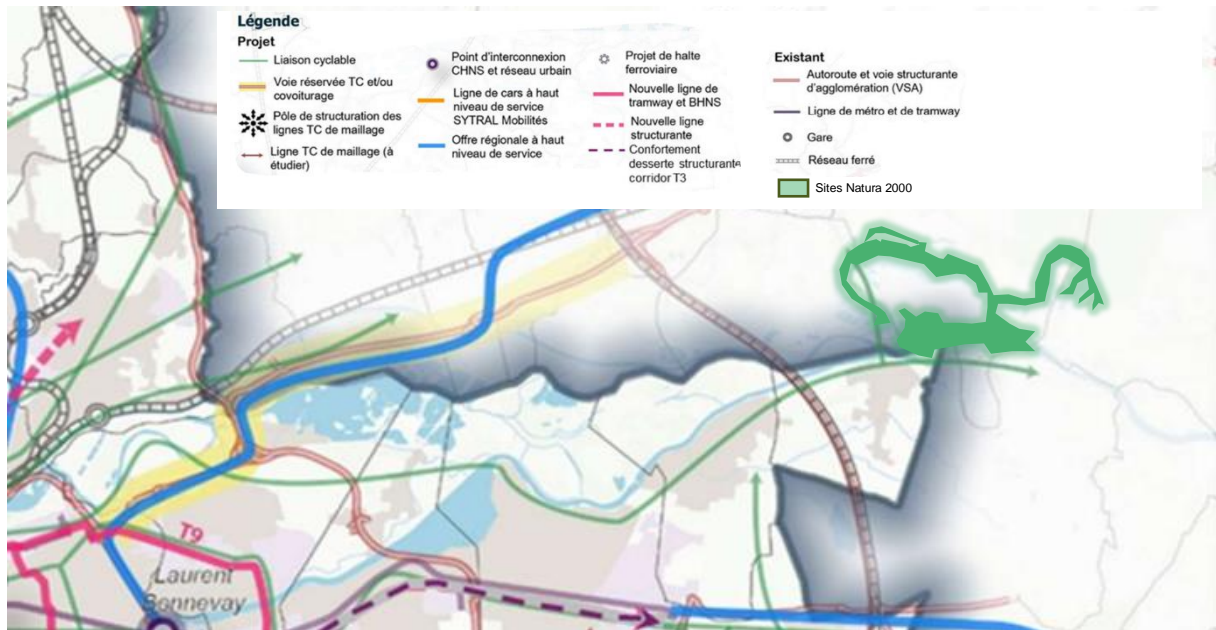 Légende
Projet
Liaison cyclable
Voie réservée TC et/ou
covoiturage
Pôle de structuration des
lignes TC de maillage
Ligne TC de maillage (à
étudier)
Point d'interconnexion
CHNS et réseau urbain
Ligne de cars à haut
niveau de service
SYTRAL Mobilités
Offre régionale à haut
niveau de service
Projet de halte
ferroviaire
Nouvelle ligne de
tramway et BHNS
Nouvelle ligne
structurante
Confortement
desserte structurante
corridor T3
Existant
Autoroute et voie structurante
d'agglomération (VSA)
Ligne de métro et de tramway
Gare
Réseau ferré
Sites Natura 2000
T9
Laurent
Bonnevay